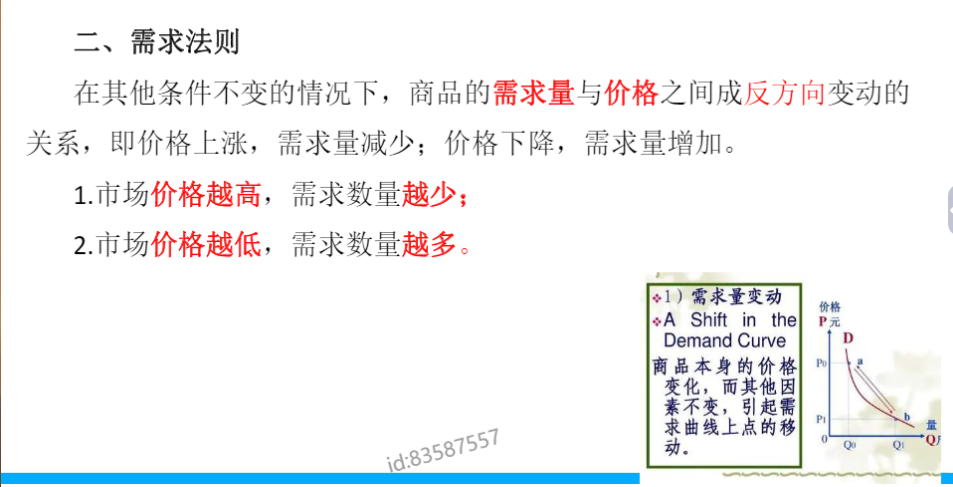 二、需求法则
在其他条件不变的情况下，商品的需求量与价格之间成反方向变动的
关系，即价格上涨，需求量减少；价格下降，需求量增加。
1.市场价格越高，需求数量越少；
2.市场价格越低，需求数量越多。
1）需求量变动
A Shift in the
Demand Curve
商品本身的价格
变化，而其他因
素不变，引起需
求曲线上点的移
动。
价格
P元
D
P0
a
P1
b
量
0
Q0
Q1
Q
id:83587557